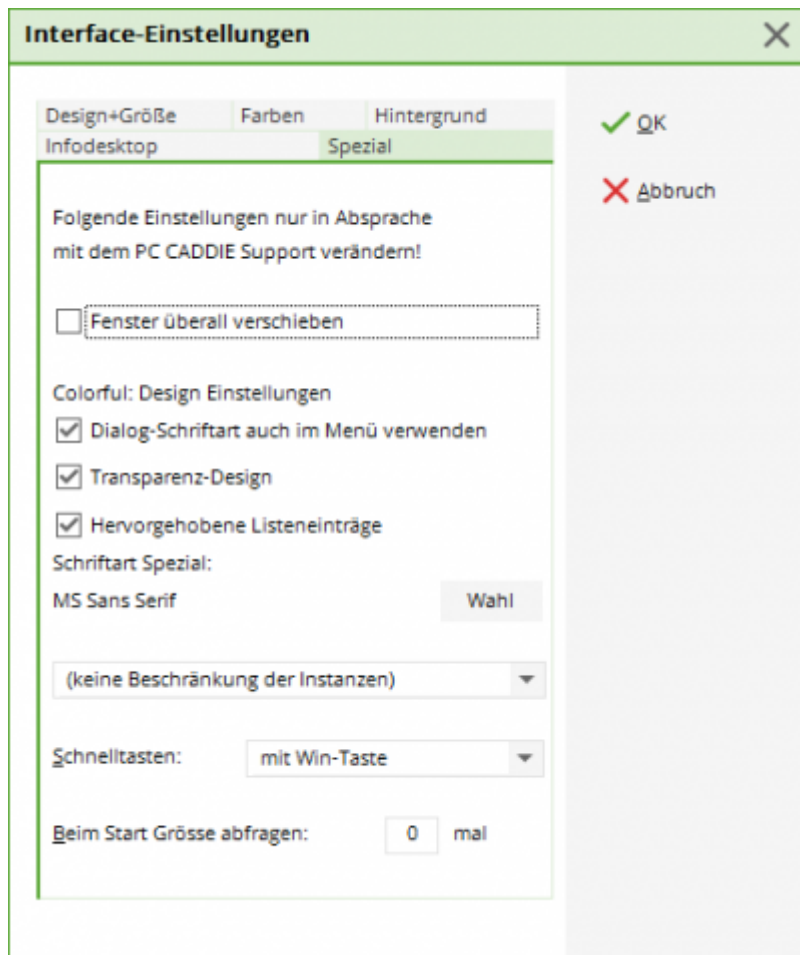 Interface-Einstellungen
Design+Größe Farben Hintergrund
Infodesktop Spezial
OK
Abbruch
Folgende Einstellungen nur in Absprache
mit dem PC CADDIE Support verändern!
Fenster überall verschieben
Colorful: Design Einstellungen
Dialog-Schriftart auch im Menü verwenden
Transparenz-Design
Hervorgehobene Listeneinträge
Schriftart Spezial:
MS Sans Serif Wahl
(keine Beschränkung der Instanzen)
Schnelltasten: mit Win-Taste
Beim Start Grösse abfragen: 0 mal